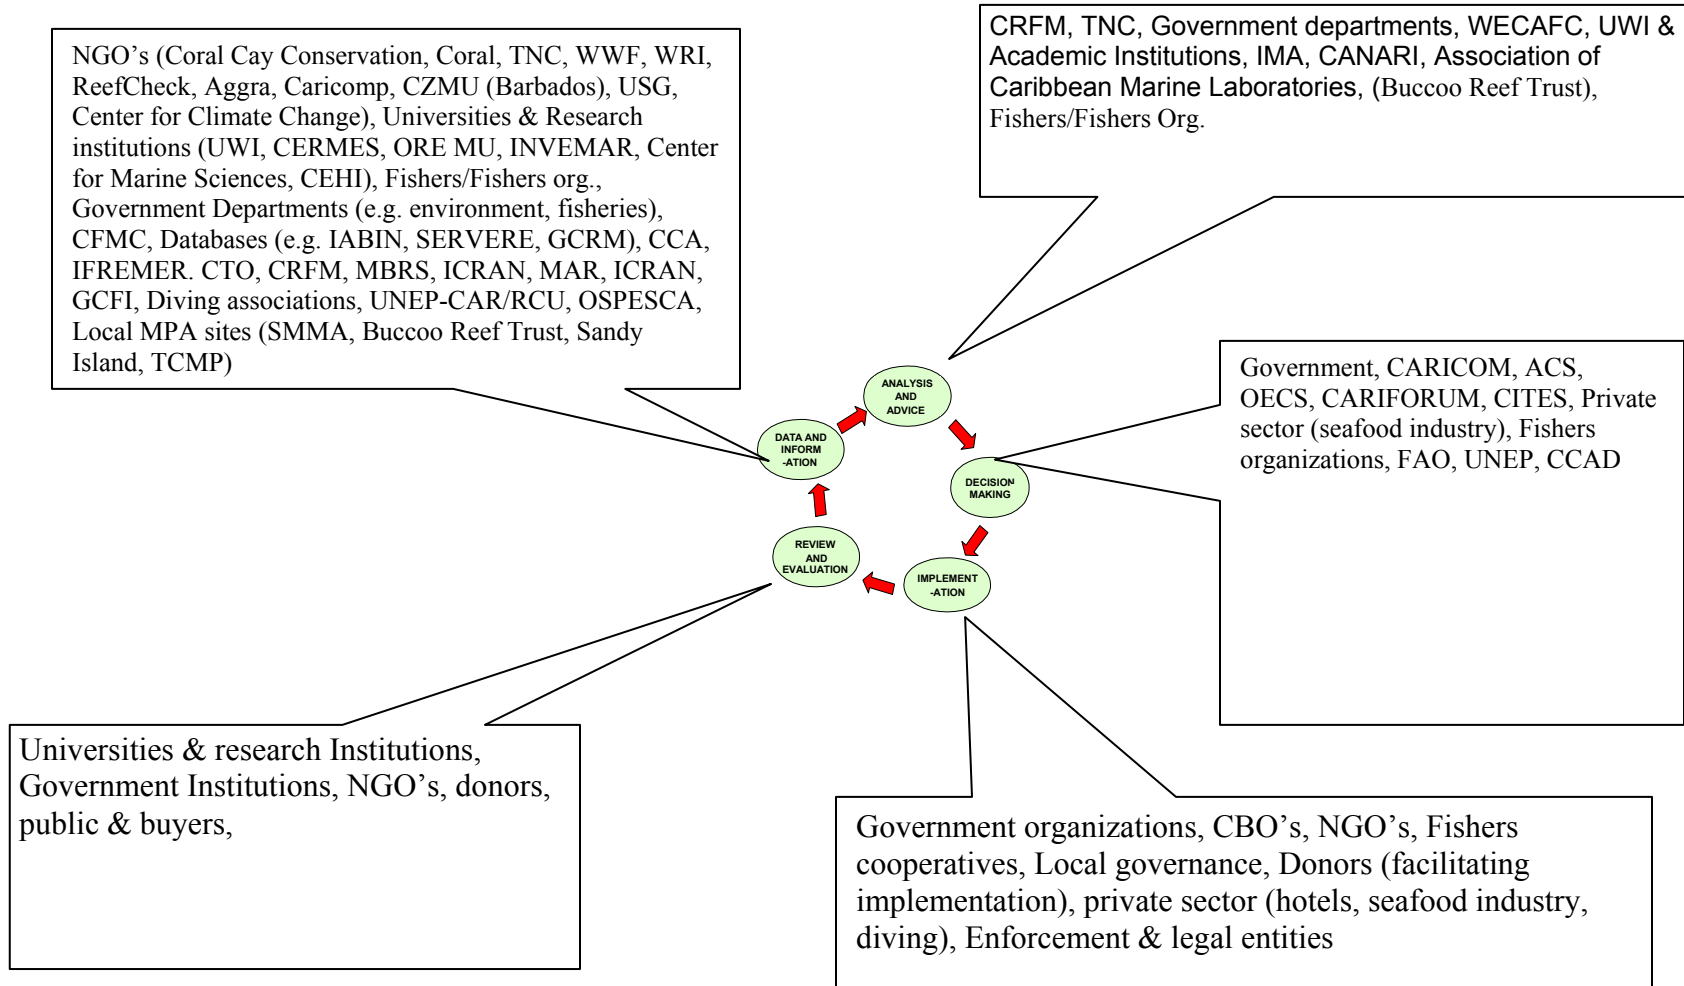 NGO’s (Coral Cay Conservation, Coral, TNC, WWF, WRI,
ReefCheck, Aggra, Caricomp, CZMU (Barbados), USG,
Center for Climate Change), Universities & Research
institutions (UWI, CERMES, ORE MU, INVEMAR, Center
for Marine Sciences, CEHI), Fishers/Fishers org.,
Government Departments (e.g. environment, fisheries),
CFMC, Databases (e.g. IABIN, SERVERE, GCRM), CCA,
IFREMER. CTO, CRFM, MBRS, ICRAN, MAR, ICRAN,
GCFI, Diving associations, UNEP-CAR/RCU, OSPESCA,
Local MPA sites (SMMA, Buccoo Reef Trust, Sandy
Island, TCMP)
CRFM, TNC, Government departments, WECAFC, UWI &
Academic Institutions, IMA, CANARI, Association of
Caribbean Marine Laboratories, (Buccoo Reef Trust),
Fishers/Fishers Org.
Government, CARICOM, ACS,
OECS, CARIFORUM, CITES, Private
sector (seafood industry), Fishers
organizations, FAO, UNEP, CCAD
ANALYSIS
AND
ADVICE
DATA AND
INFORM
-ATION
DECISION
MAKING
REVIEW
AND
EVALUATION
IMPLEMENT
-ATION
Universities & research Institutions,
Government Institutions, NGO’s, donors,
public & buyers,
Government organizations, CBO’s, NGO’s, Fishers
cooperatives, Local governance, Donors (facilitating
implementation), private sector (hotels, seafood industry,
diving), Enforcement & legal entities